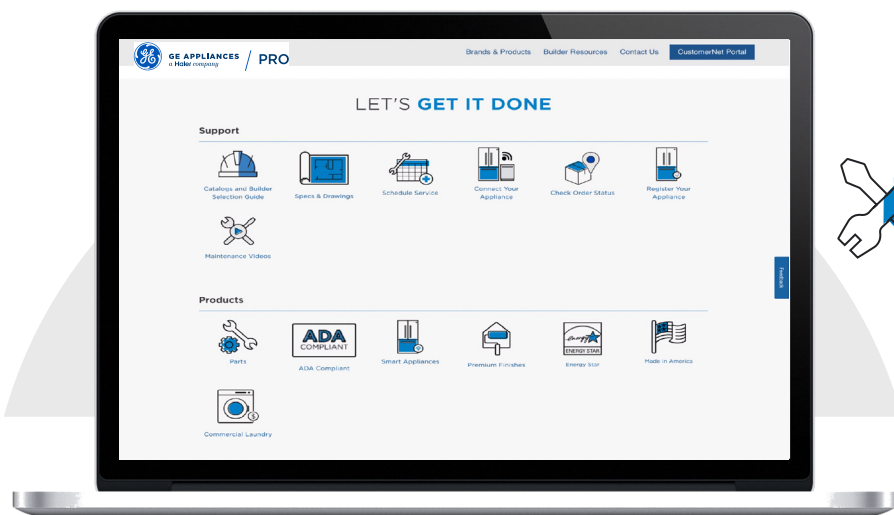 GE APPLIANCES
a Haier company
PRO
Brands & Products
Builder Resources
Contact Us
CustomerNet Portal
LET'S GET IT DONE
Support
Catalogs and Builder
Selection Guide
Specs & Drawings
Schedule Service
Connect Your
Appliance
Check Order Status
Register Your
Appliance
Maintenance Videos
Feedback
Products
Parts
ADA
COMPLIANT
ADA Compliant
Smart Appliances
Premium Finishes
energy
ENERGY STAR
Energy Star
Made in America
Commercial Laundry